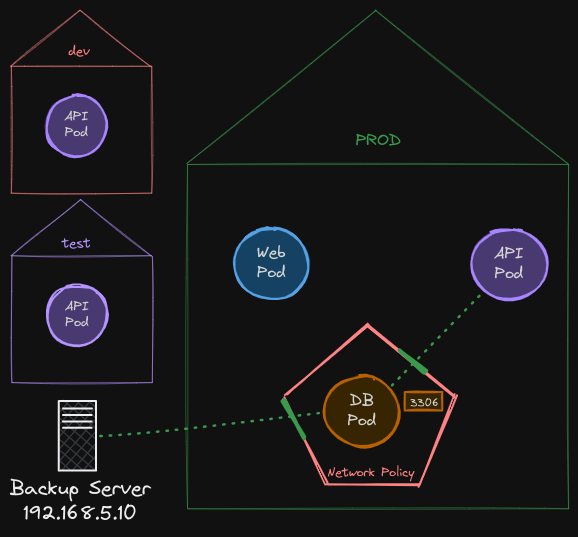 dev
API
Pod
PROD
test
API
Pod
Web
Pod
API
Pod
DB
Pod
3306
Network Policy
Backup Server
192.168.5.10